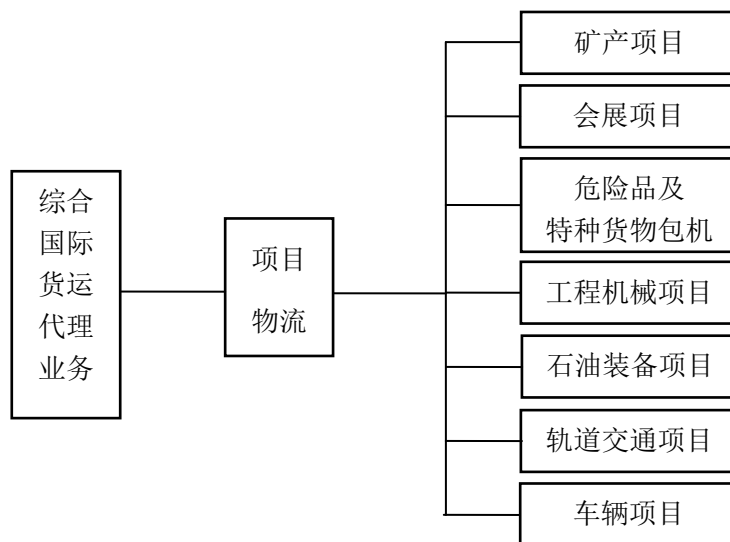 综合
国际
货运
代理
业务
项目
物流
矿产项目
会展项目
危险品及
特种货物包机
工程机械项目
石油装备项目
轨道交通项目
车辆项目